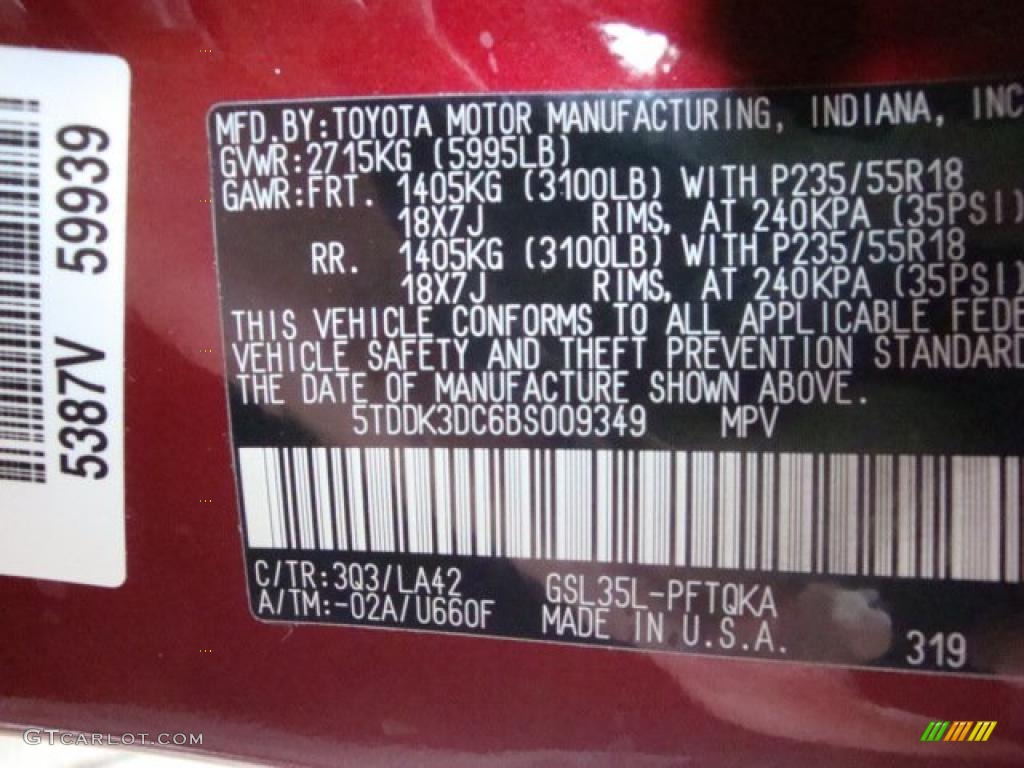 5387V 59939
MFD.BY:TOYOTA MOTOR MANUFACTURING, INDIANA, INC
GVWR:2715KG (5995LB)
GAWR:FRT. 1405KG (3100LB) WITH P235/55R18
18X7J RIMS, AT 240KPA (35PSI)
RR. 1405KG (3100LB) WITH P235/55R18
18X7J RIMS, AT 240KPA (35PSI)
THIS VEHICLE CONFORMS TO ALL APPLICABLE FEDE
VEHICLE SAFETY AND THEFT PREVENTION STANDARD
THE DATE OF MANUFACTURE SHOWN ABOVE.
5TDDK3DC6BS009349 MPV
C/TR:3Q3/LA42 GSL35L-PFTQKA
A/TM:-02A/U660F MADE IN U.S.A.
319
GTCARLOT.COM